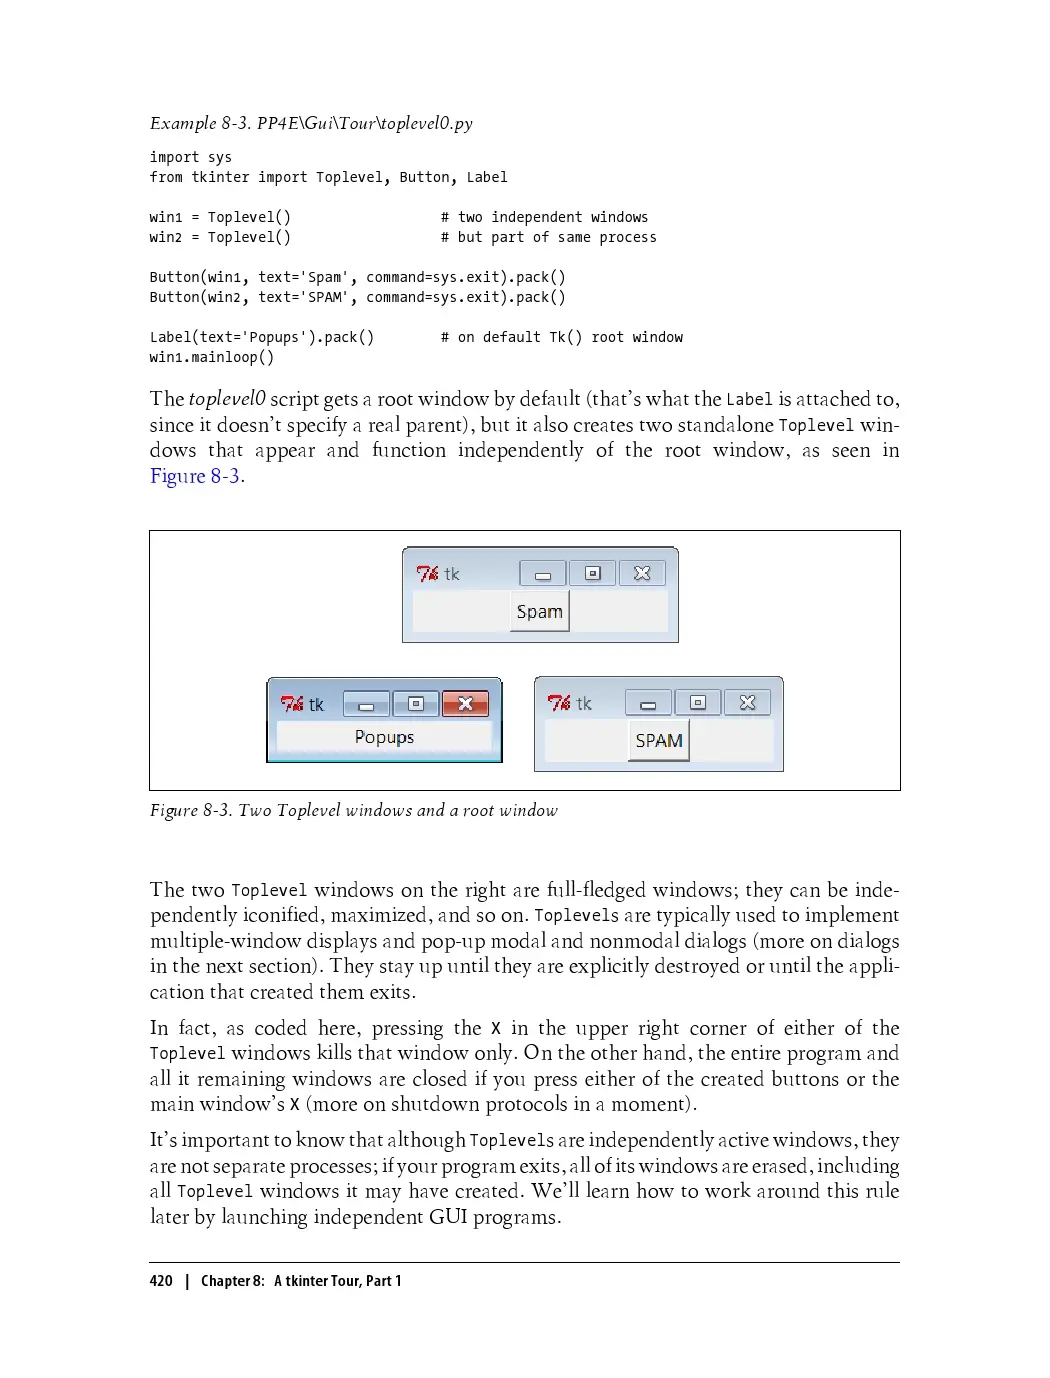 Example 8-3. PP4E\Gui\Tour\toplevel0.py
import sys
from tkinter import Toplevel, Button, Label
win1 = Toplevel() # two independent windows
win2 = Toplevel() # but part of same process
Button(win1, text='Spam', command=sys.exit).pack()
Button(win2, text='SPAM', command=sys.exit).pack()
Label(text='Popups').pack() # on default Tk() root window
win1.mainloop()
The toplevel0 script gets a root window by default (that's what the Label is attached to,
since it doesn't specify a real parent), but it also creates two standalone Toplevel win-
dows that appear and function independently of the root window, as seen in
Figure 8-3.
tk
Spam
tk
Popups
tk
SPAM
Figure 8-3. Two Toplevel windows and a root window
The two Toplevel windows on the right are full-fledged windows; they can be inde-
pendently iconified, maximized, and so on. Toplevels are typically used to implement
multiple-window displays and pop-up modal and nonmodal dialogs (more on dialogs
in the next section). They stay up until they are explicitly destroyed or until the appli-
cation that created them exits.
In fact, as coded here, pressing the X in the upper right corner of either of the
Toplevel windows kills that window only. On the other hand, the entire program and
all it remaining windows are closed if you press either of the created buttons or the
main window's X (more on shutdown protocols in a moment).
It's important to know that although Toplevels are independently active windows, they
are not separate processes; if your program exits, all of its windows are erased, including
all Toplevel windows it may have created. We'll learn how to work around this rule
later by launching independent GUI programs.
420 | Chapter 8: A tkinter Tour, Part 1